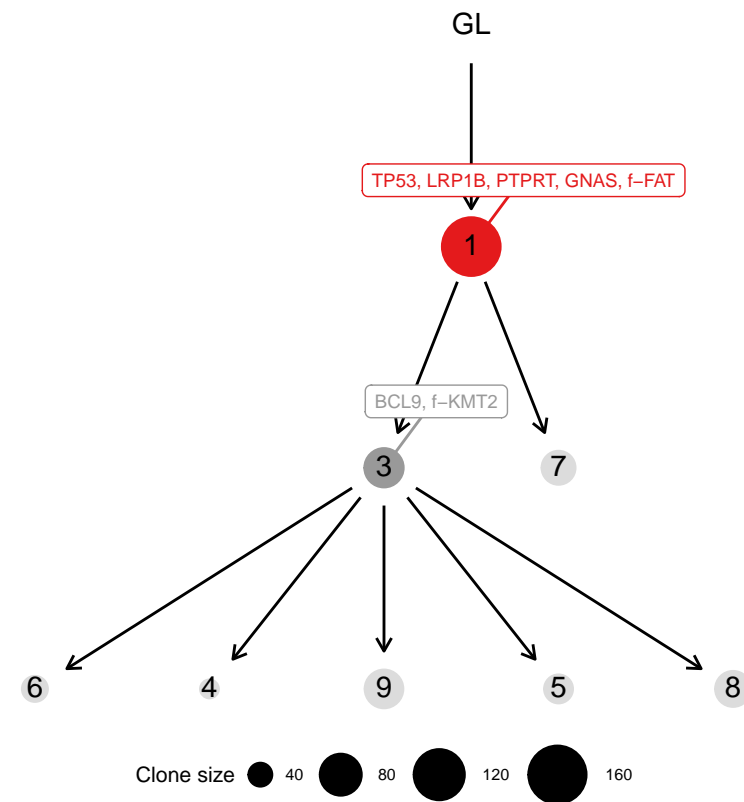 GL
TP53, LRP1B, PTPRT, GNAS, f−FAT
1
BCL9, f−KMT2
3 7
6 4 9 5 8
Clone size 40 80 120 160